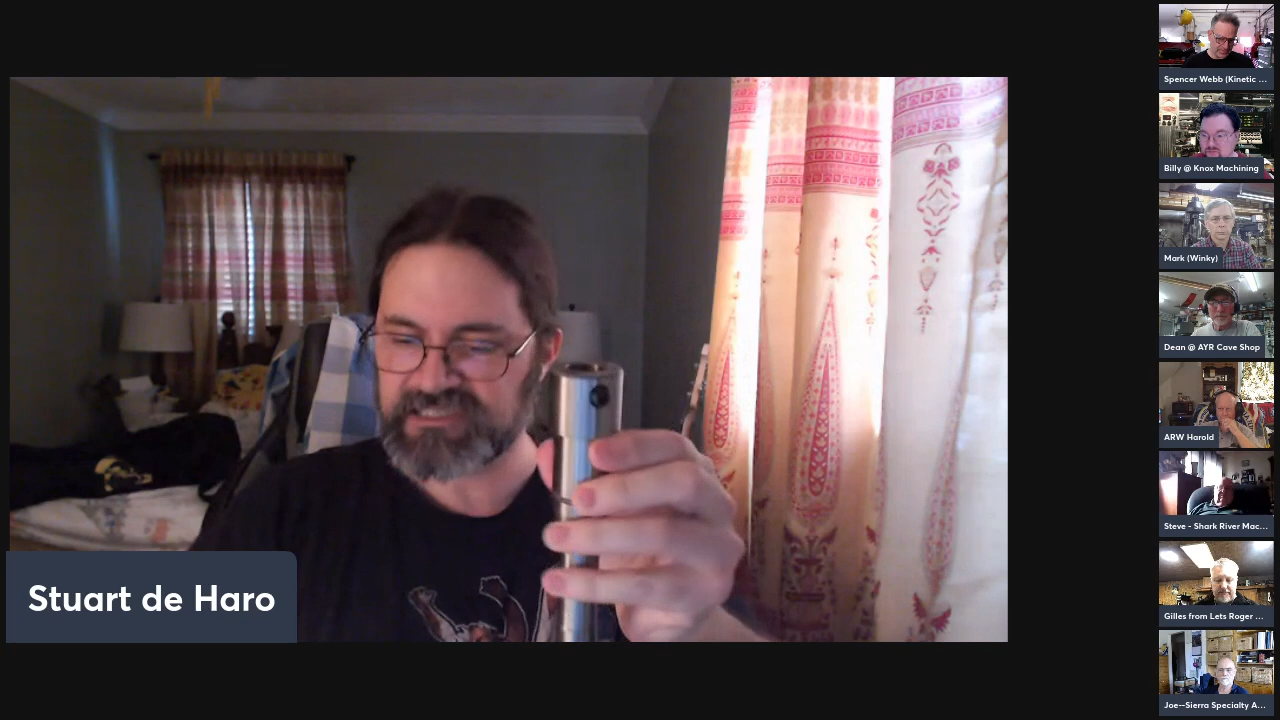 Stuart de Haro
Spencer Webb (Kinetic ...
Billy @ Knox Machining
Mark (Winky)
Dean @ AYR Cave Shop
ARW Harold
Steve - Shark River Mac...
Gilles from Lets Roger ...
Joe--Sierra Specialty A...